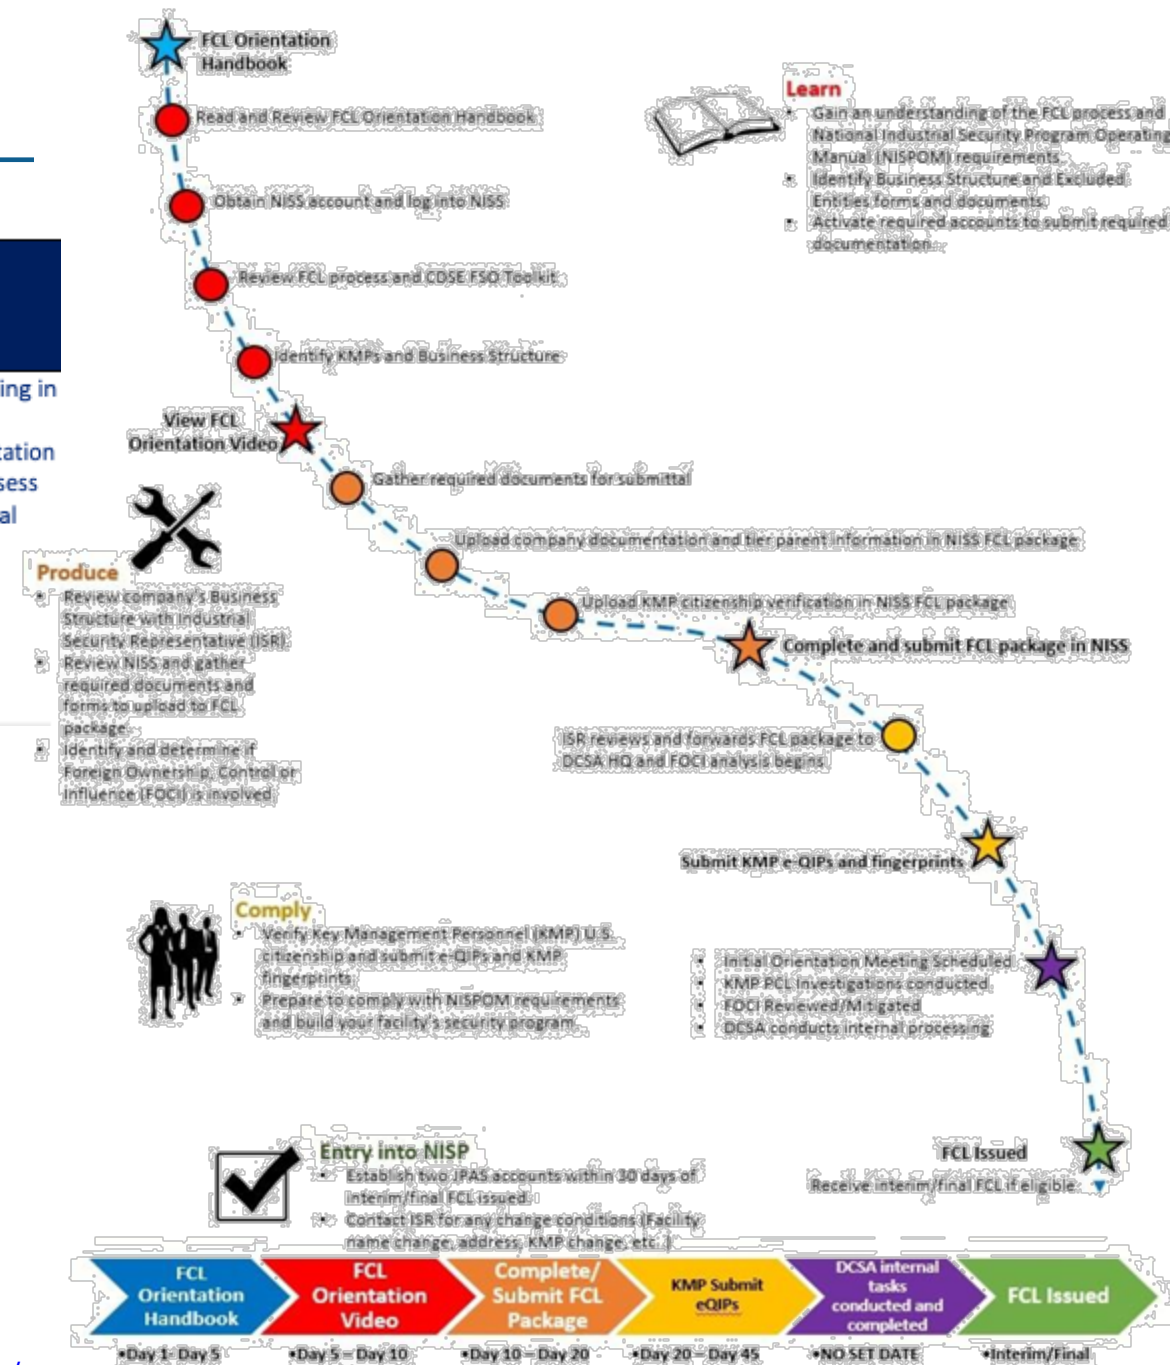 FCL Orientation
Handbook
Read and Review FCL Orientation Handbook
Obtain NISS account and log into NISS
Review FCL process and CDSE FSO Toolkit
Identify KMPs and Business Structure
View FCL
Orientation Video
Gather required documents for submittal
Upload company documentation and tier parent information in NISS FCL package
Upload KMP citizenship verification in NISS FCL package
Complete and submit FCL package in NISS
ISR reviews and forwards FCL package to
DCSA HQ and FOCI analysis begins
Submit KMP e-QIPs and fingerprints
• Initial Orientation Meeting Scheduled
• KMP PCL Investigations conducted
• FOCI Reviewed/Mitigated
• DCSA conducts internal processing
FCL Issued
Receive interim/final FCL if eligible
Learn
• Gain an understanding of the FCL process and
National Industrial Security Program Operating
Manual (NISPOM) requirements.
• Identify Business Structure and Excluded
Entities forms and documents.
• Activate required accounts to submit required
documentation.
ing in
cation
sess
al
Produce
• Review company's Business
Structure with Industrial
Security Representative (ISR).
• Review NISS and gather
required documents and
forms to upload to FCL
package.
• Identify and determine if
Foreign Ownership, Control or
Influence (FOCI) is involved
Comply
• Verify Key Management Personnel (KMP) U.S.
citizenship and submit e-QIPs and KMP
fingerprints
• Prepare to comply with NISPOM requirements
and build your facility's security program.
Entry into NISP
• Establish two JPAS accounts within 30 days of
interim/final FCL issued.
• Contact ISR for any change conditions (Facility
name change, address, KMP change, etc.)
FCL
Orientation
Handbook
FCL
Orientation
Video
Complete/
Submit FCL
Package
KMP Submit
eQIPs
DCSA internal
tasks
conducted and
completed
FCL Issued
•Day 1- Day 5
•Day 5 – Day 10
•Day 10 – Day 20
•Day 20 – Day 45
•NO SET DATE
•Interim/Final